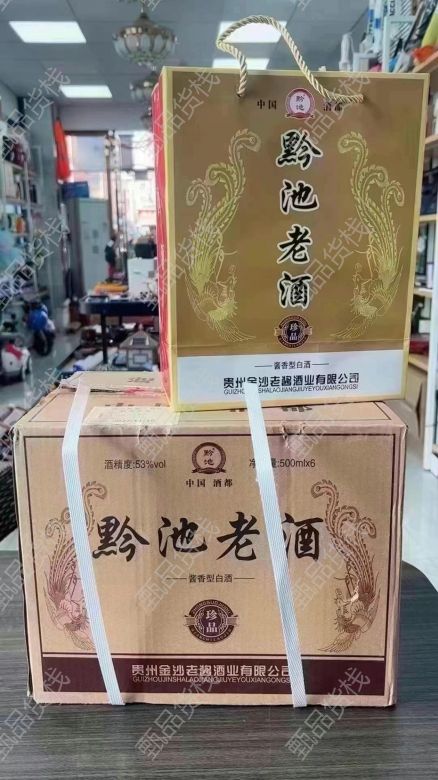 中国 黔池 酒都
黔池老酒
珍品
酱香型白酒
贵州金沙老酱酒业有限公司
GUIZHOUJINSHALAOJIANGJIUYEYOUXIANGONGSI
酒精度:53%vol
黔池
净含量:500mlx6
中国 酒都
黔池老酒
酱香型白酒
珍品
贵州金沙老酱酒业有限公司
GUIZHOUJINSHALAOJIANGJIUYEYOUXIANGONGSI
甄品货栈